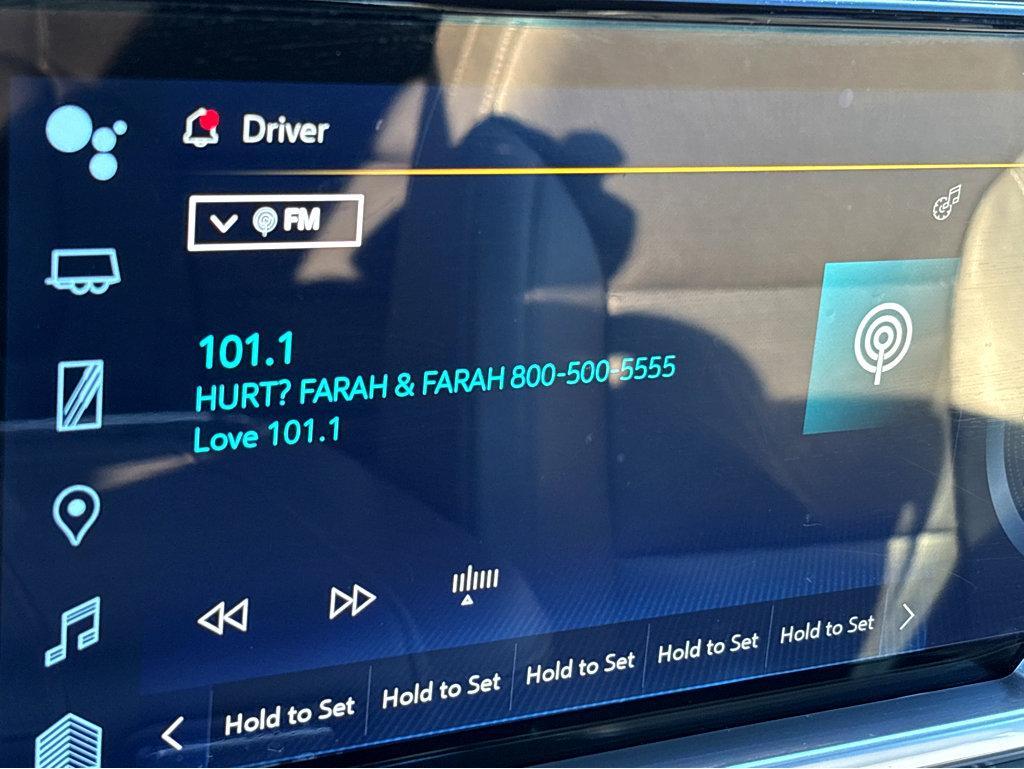 Driver
FM
101.1
HURT? FARAH & FARAH 800-500-5555
Love 101.1
Hold to Set
Hold to Set
Hold to Set
Hold to Set
Hold to Set